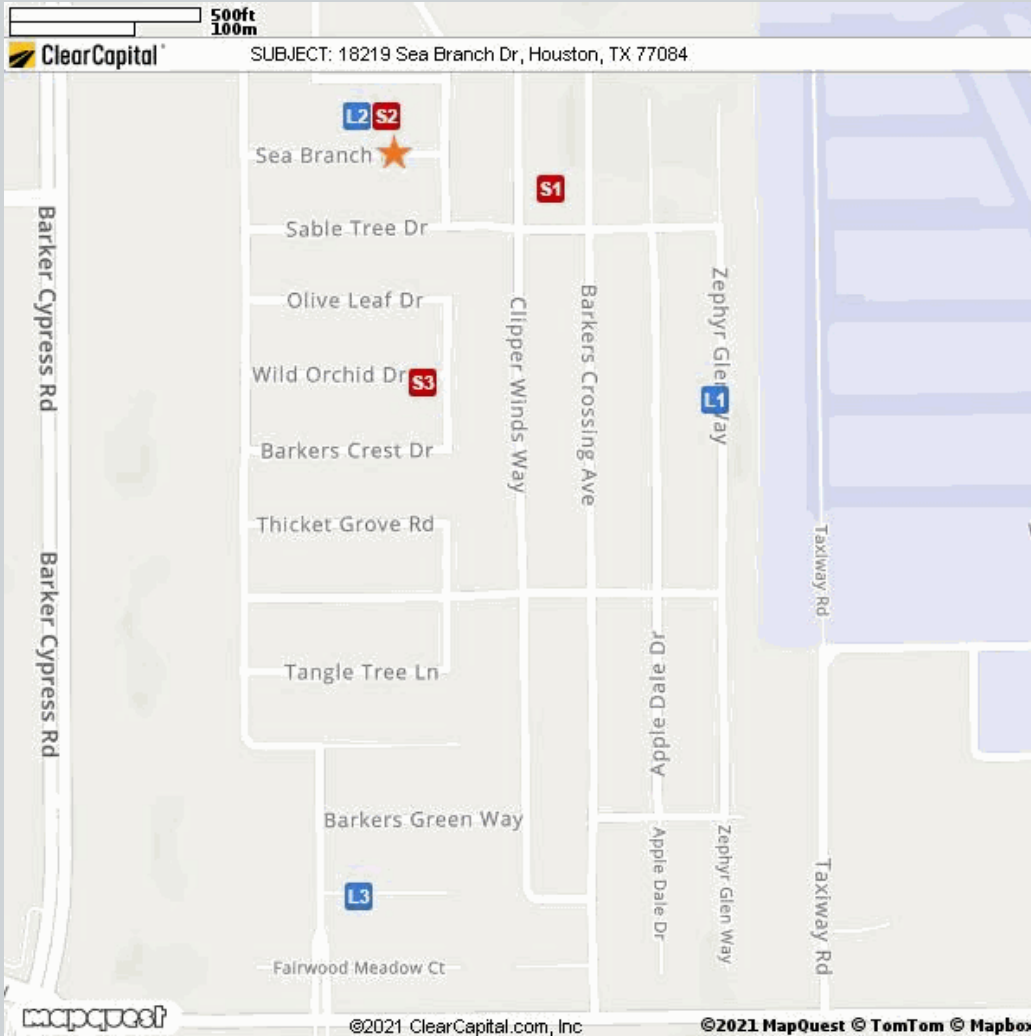 500ft
100m
ClearCapital
SUBJECT: 18219 Sea Branch Dr, Houston, TX 77084
L2 S2
Sea Branch
S1
Sable Tree Dr
Barker Cypress Rd
Olive Leaf Dr
Clipper Winds Way
Barkers Crossing Ave
Zephyr Glen Way
Wild Orchid Dr
S3
L1
Barkers Crest Dr
Thicket Grove Rd
Taxiway Rd
Barker Cypress Rd
Tangle Tree Ln
Apple Dale Dr
Barkers Green Way
Apple Dale Dr
Zephyr Glen Way
Taxiway Rd
L3
Fairwood Meadow Ct
mapquest
©2021 ClearCapital.com, Inc
©2021 MapQuest © TomTom © Mapbox